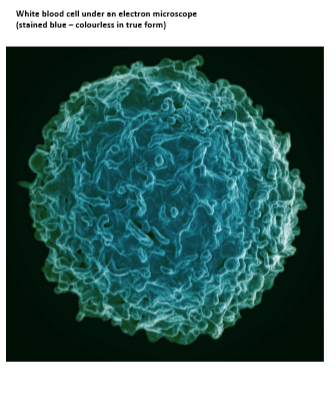 White blood cell under an electron microscope
(stained blue – colourless in true form)